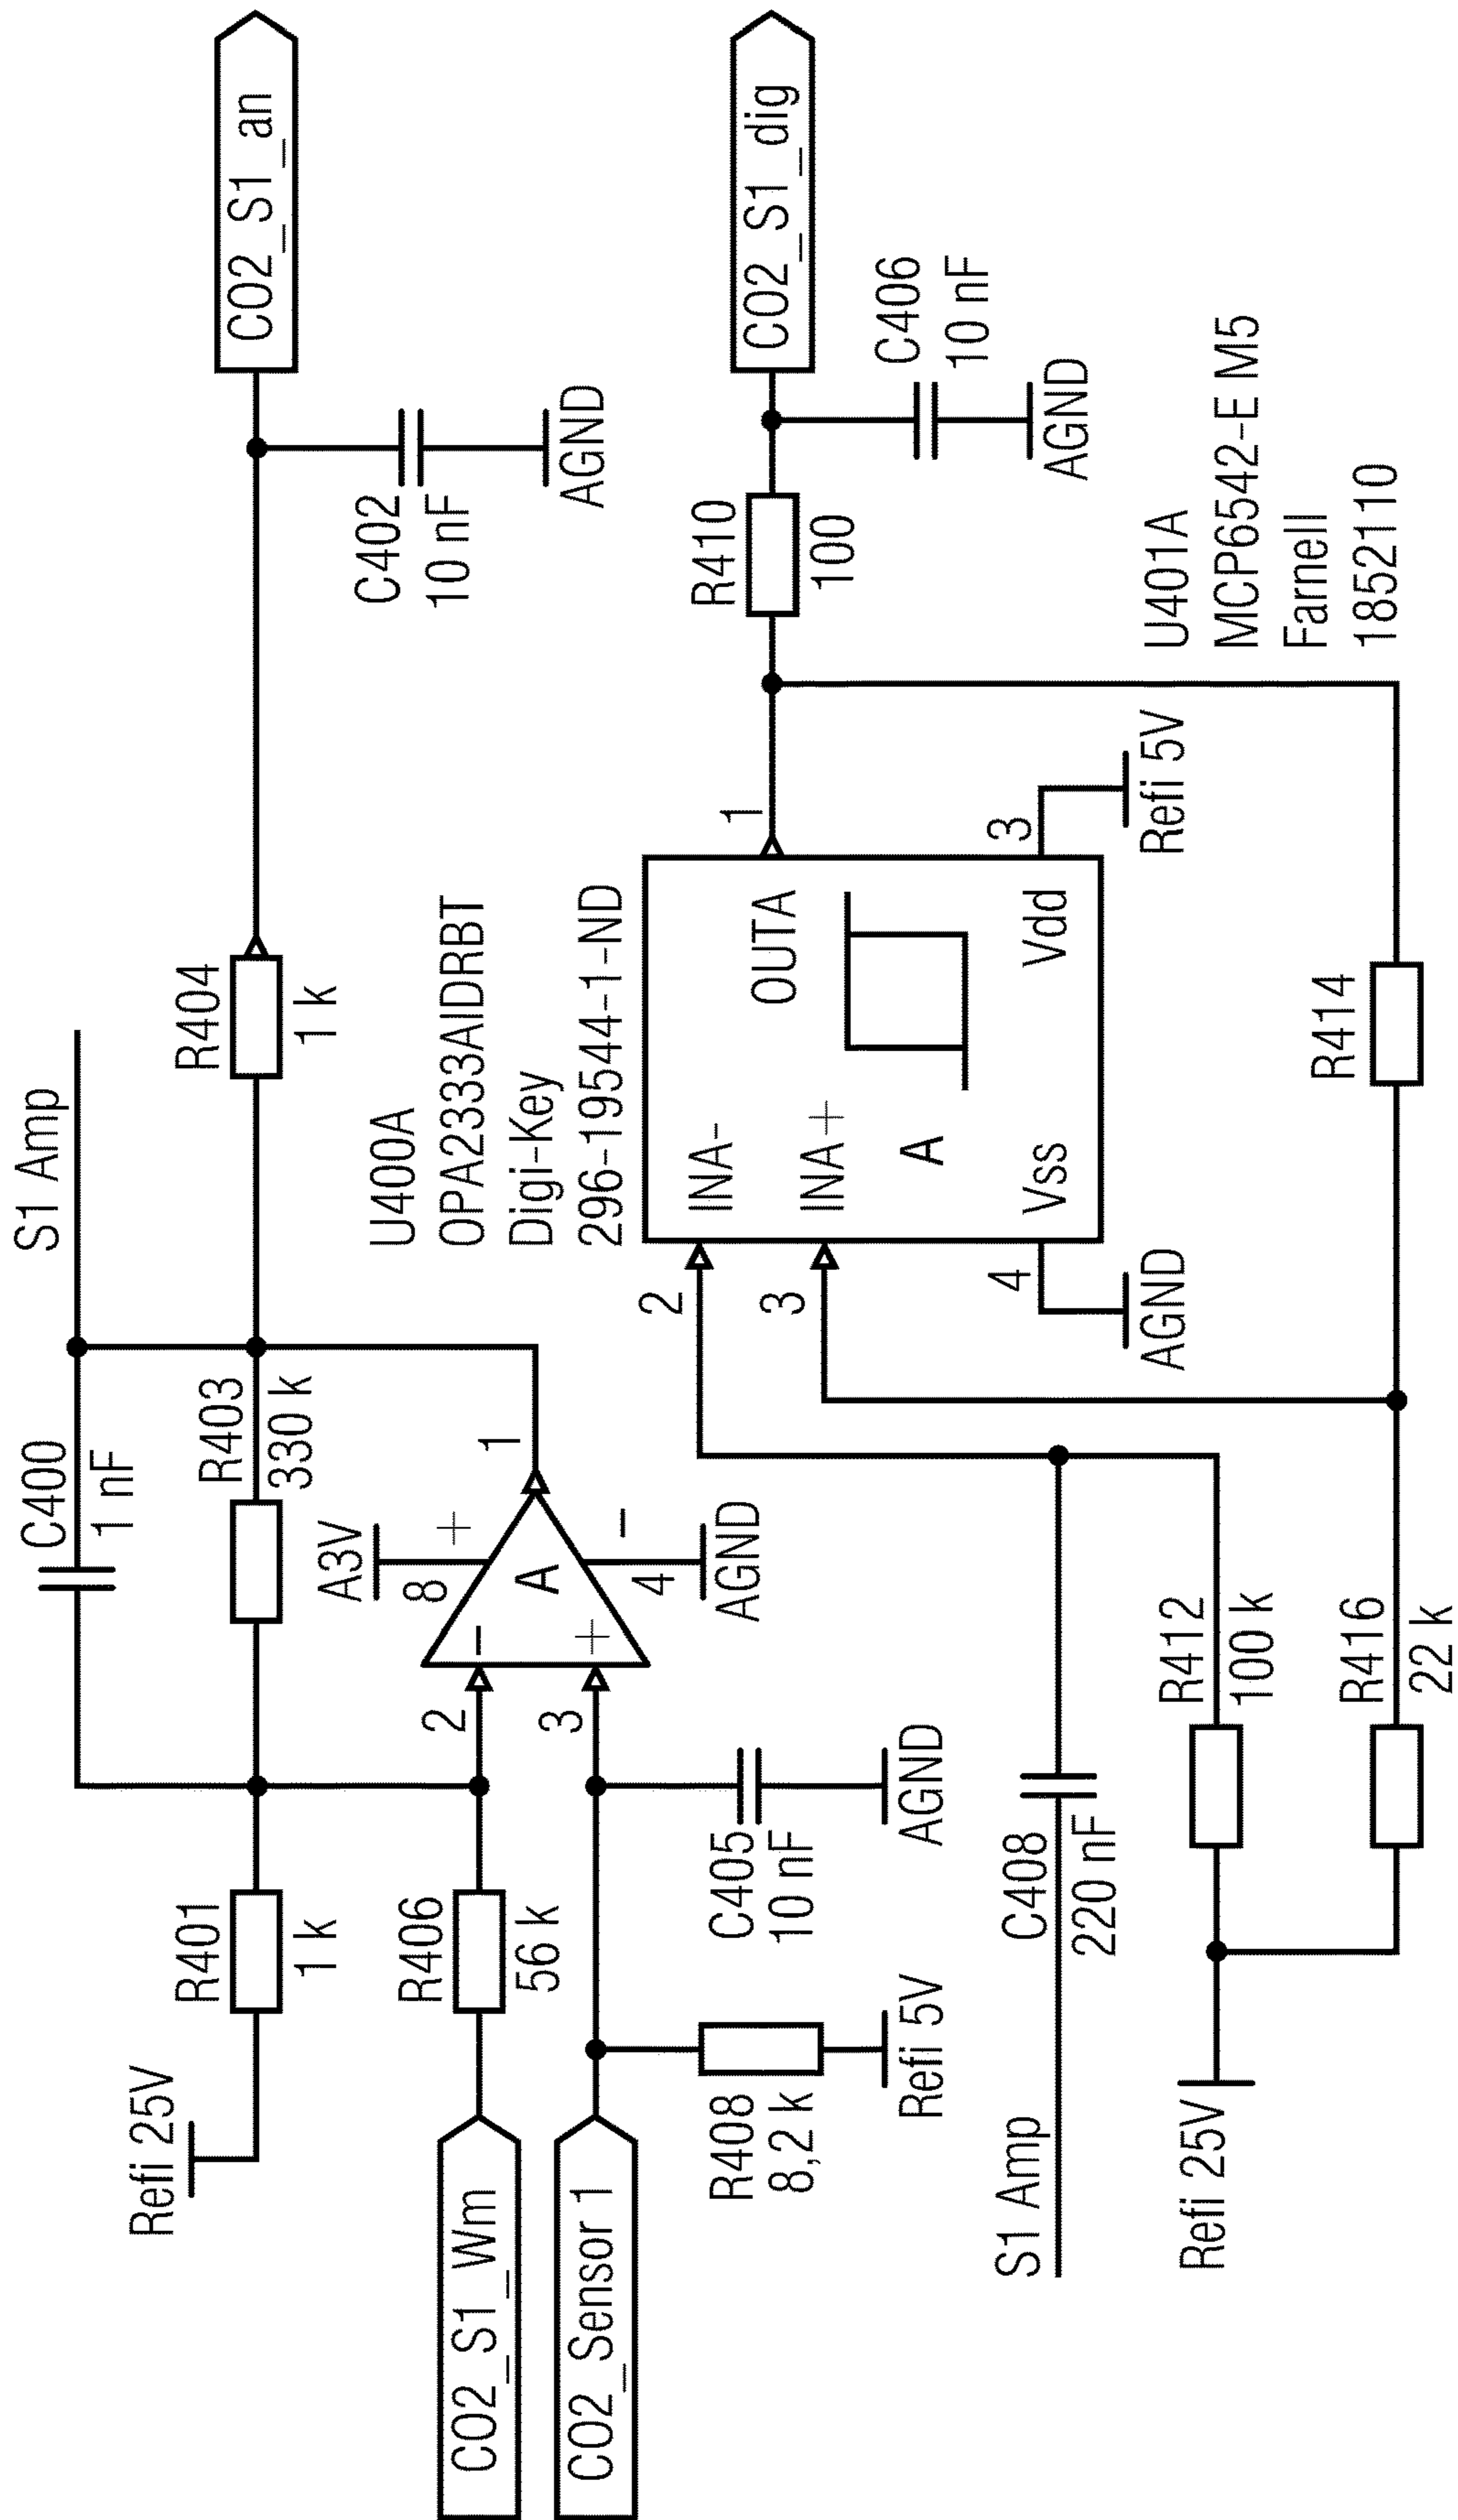 S1 Amp
C400
1 nF
R403
330 k
R404
1 k
CO2_S1_an
Refi 25V
R401
1 k
A3V
8
+
U400A
OPA2333AIDRBT
Digi-Key
296-19544-1-ND
C402
10 nF
AGND
CO2_S1_Wm
R406
56 k
2
-
A
1
CO2_Sensor 1
3
+
4
-
AGND
R408
8,2 k
Refi 5V
C405
10 nF
AGND
2
INA-
OUTA
1
3
INA+
A
4
Vss
Vdd
3
AGND
Refi 5V
R410
100
CO2_S1_dig
C406
10 nF
AGND
U401A
MCP6542-E M5
Farnell
1852110
S1 Amp
C408
220 nF
Refi 25V
R412
100 k
R416
22 k
R414